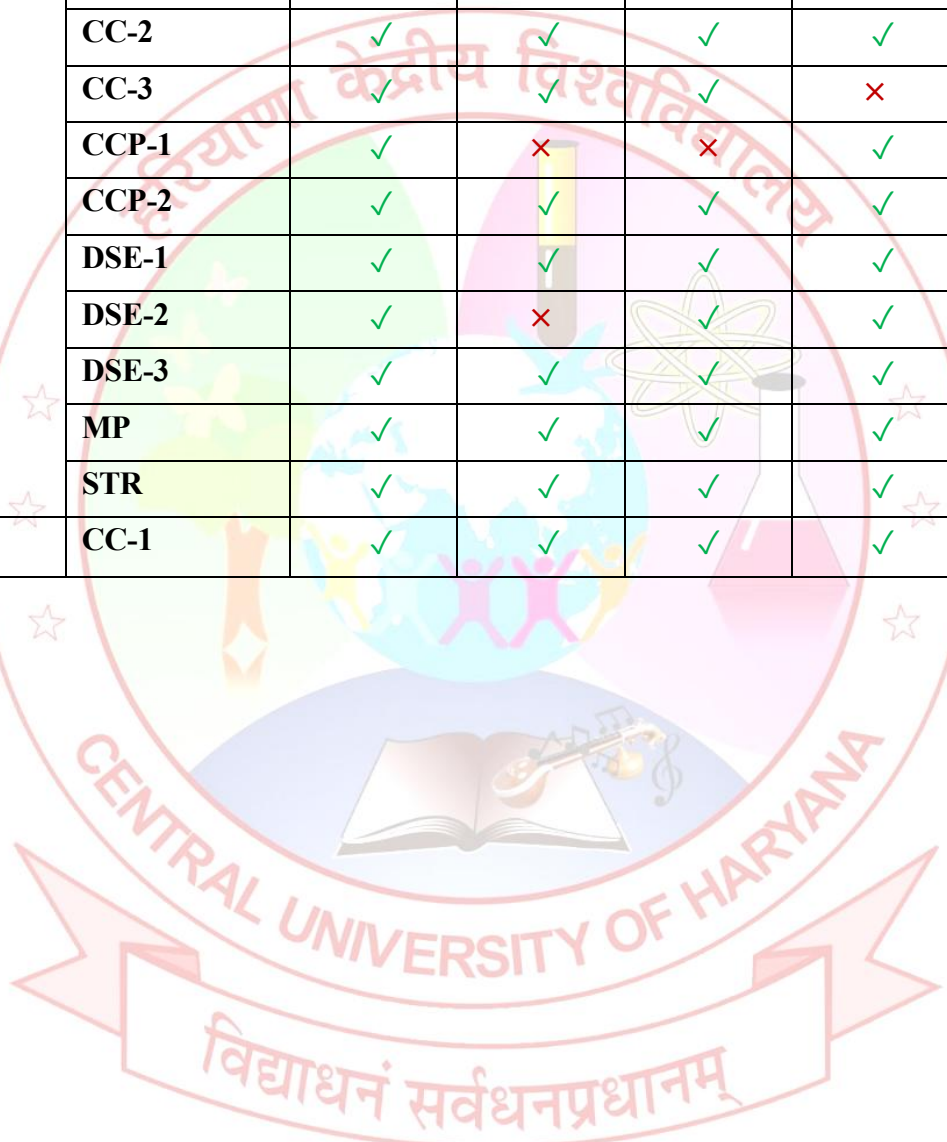 CC-2 ✓ ✓ ✓ ✓
CC-3 ✓ ✓ ✓ ×
CCP-1 ✓ × × ✓
CCP-2 ✓ ✓ ✓ ✓
DSE-1 ✓ ✓ ✓ ✓
DSE-2 ✓ × ✓ ✓
DSE-3 ✓ ✓ ✓ ✓
MP ✓ ✓ ✓ ✓
STR ✓ ✓ ✓ ✓
CC-1 ✓ ✓ ✓ ✓
हरियाणा केंद्रीय विश्वविद्यालय
CENTRAL UNIVERSITY OF HARYANA
विद्याधनं सर्वधनप्रधानम्